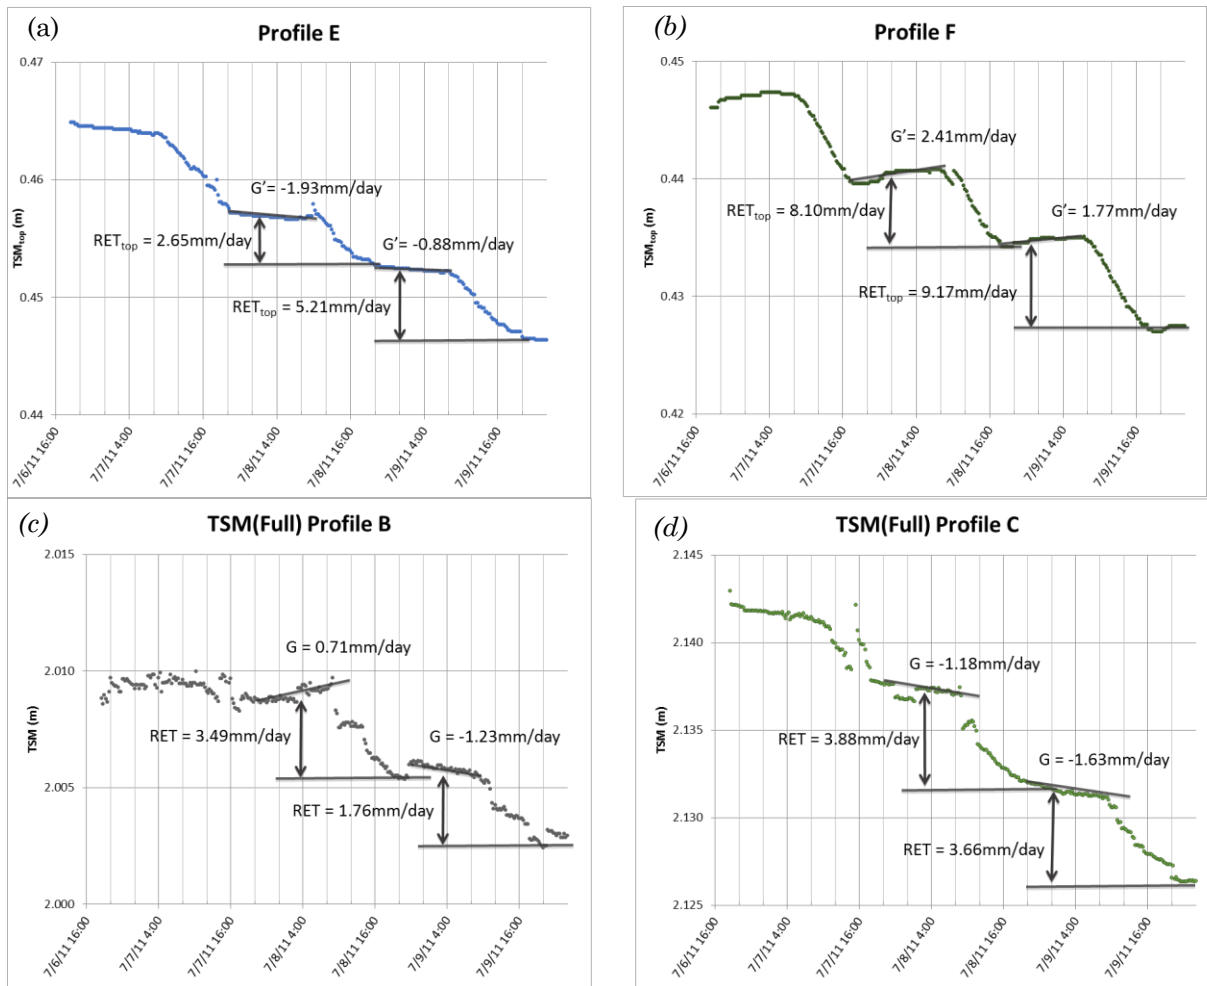 (a)
Profile E
0.47
0.46
0.45
0.44
TSMtop (m)
G'= -1.93mm/day
RETtop = 2.65mm/day
G'= -0.88mm/day
RETtop = 5.21mm/day
7/6/11 16:00
7/7/11 4:00
7/7/11 16:00
7/8/11 4:00
7/8/11 16:00
7/9/11 4:00
7/9/11 16:00
(b)
Profile F
0.45
0.44
0.43
0.42
TSMtop (m)
G'= 2.41mm/day
RETtop = 8.10mm/day
G'= 1.77mm/day
RETtop = 9.17mm/day
7/6/11 16:00
7/7/11 4:00
7/7/11 16:00
7/8/11 4:00
7/8/11 16:00
7/9/11 4:00
7/9/11 16:00
(c)
TSM(Full) Profile B
2.015
2.010
2.005
2.000
TSM (m)
G = 0.71mm/day
RET = 3.49mm/day
G = -1.23mm/day
RET = 1.76mm/day
7/6/11 16:00
7/7/11 4:00
7/7/11 16:00
7/8/11 4:00
7/8/11 16:00
7/9/11 4:00
7/9/11 16:00
(d)
TSM(Full) Profile C
2.145
2.140
2.135
2.130
2.125
TSM (m)
G = -1.18mm/day
RET = 3.88mm/day
G = -1.63mm/day
RET = 3.66mm/day
7/6/11 16:00
7/7/11 4:00
7/7/11 16:00
7/8/11 4:00
7/8/11 16:00
7/9/11 4:00
7/9/11 16:00